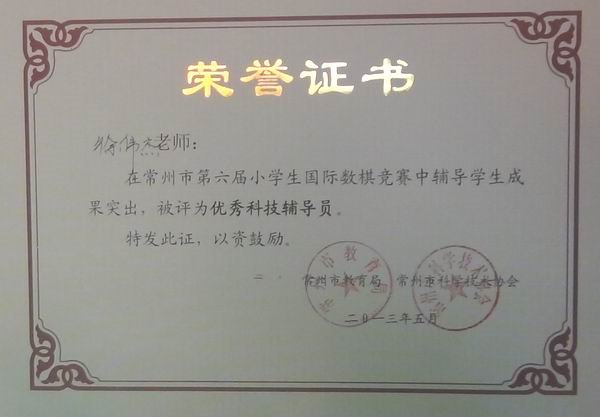 荣誉证书
徐伟杰老师：
在常州市第六届小学生国际数棋竞赛中辅导学生成
果突出，被评为优秀科技辅导员。
特发此证，以资鼓励。
常州市教育局 常州市科学技术协会
二〇一三年五月